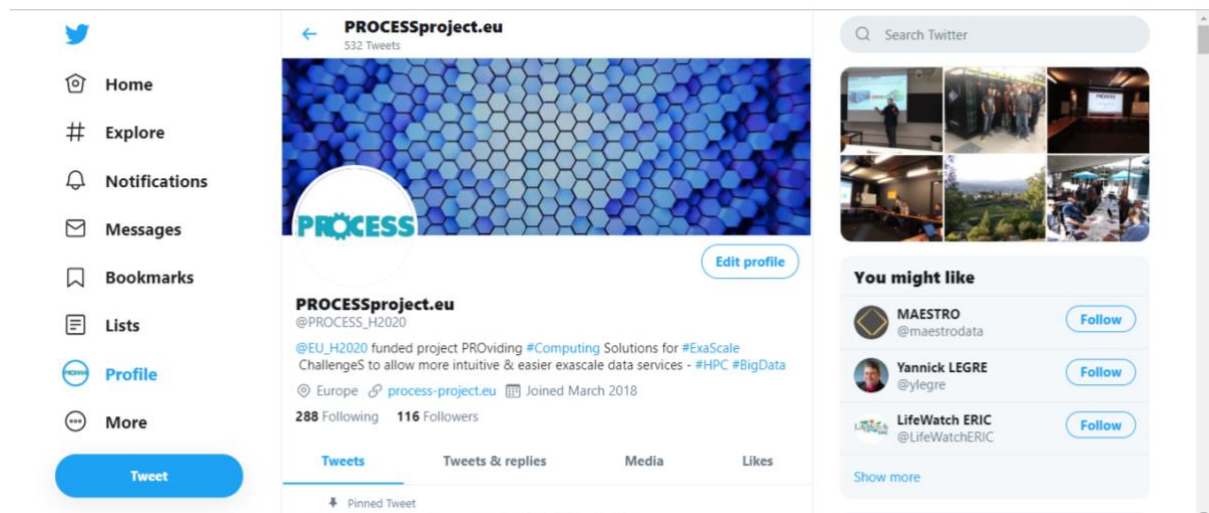 PROCESSproject.eu
532 Tweets
Home
Explore
Notifications
Messages
Bookmarks
Lists
Profile
More
Tweet
PROCESS
Edit profile
PROCESSproject.eu
@PROCESS_H2020
@EU_H2020 funded project PROviding #Computing Solutions for #ExaScale
ChallengeS to allow more intuitive & easier exascale data services - #HPC #BigData
Europe process-project.eu Joined March 2018
288 Following 116 Followers
Tweets Tweets & replies Media Likes
Pinned Tweet
Search Twitter
You might like
MAESTRO
@maestrodata
Follow
Yannick LEGRE
@ylegre
Follow
LifeWatch ERIC
@LifeWatchERIC
Follow
Show more